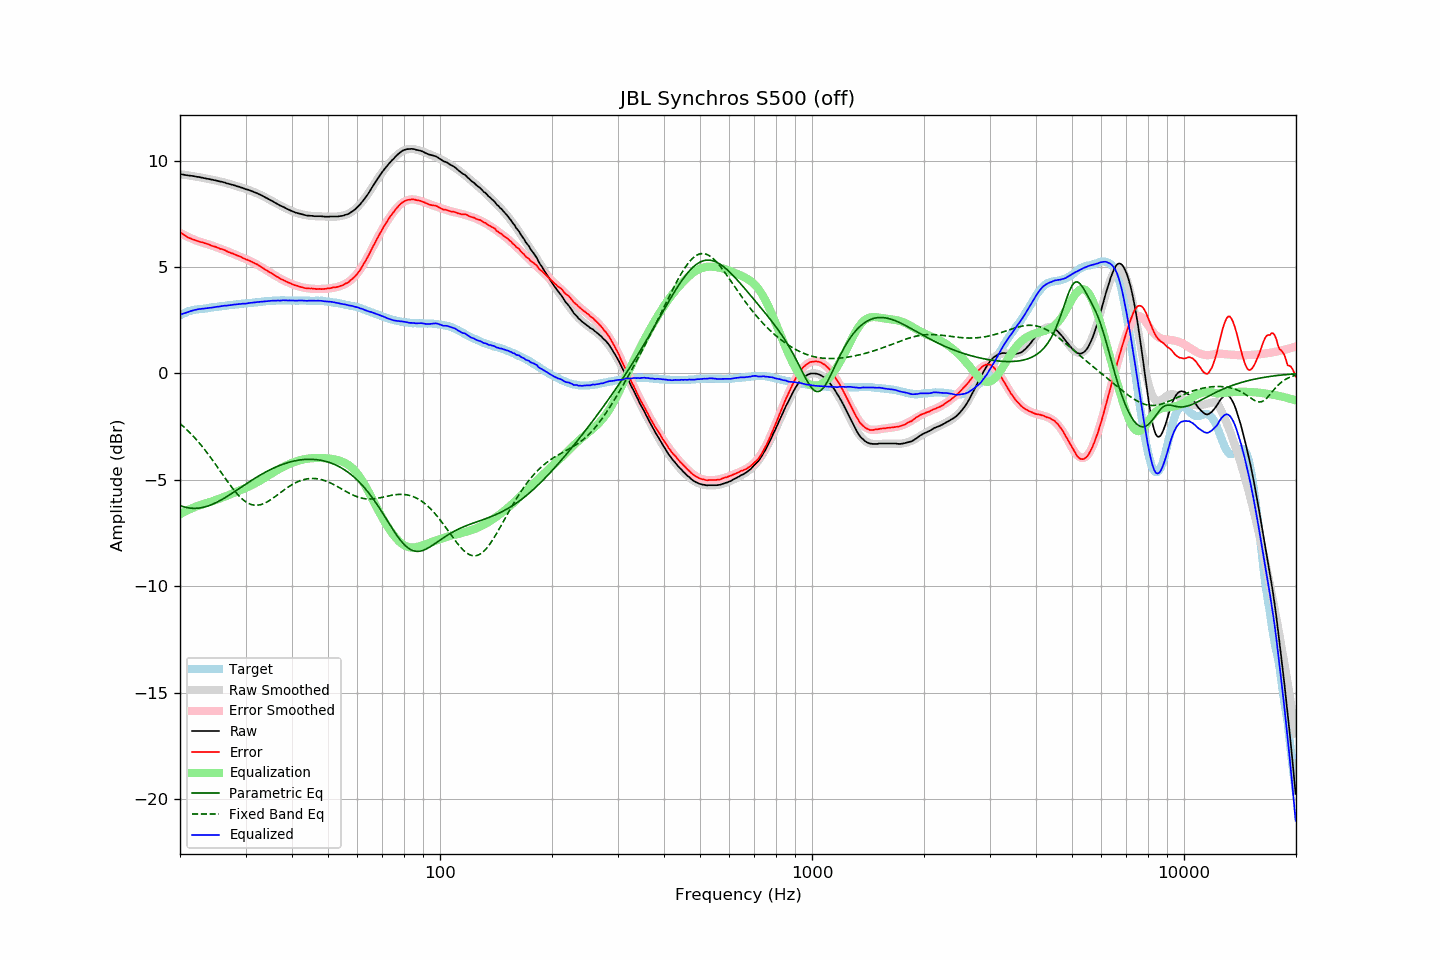 JBL Synchros S500 (off)
Amplitude (dBr)
10
5
0
−5
−10
−15
−20
Target
Raw Smoothed
Error Smoothed
Raw
Error
Equalization
Parametric Eq
Fixed Band Eq
Equalized
100
1000
10000
Frequency (Hz)